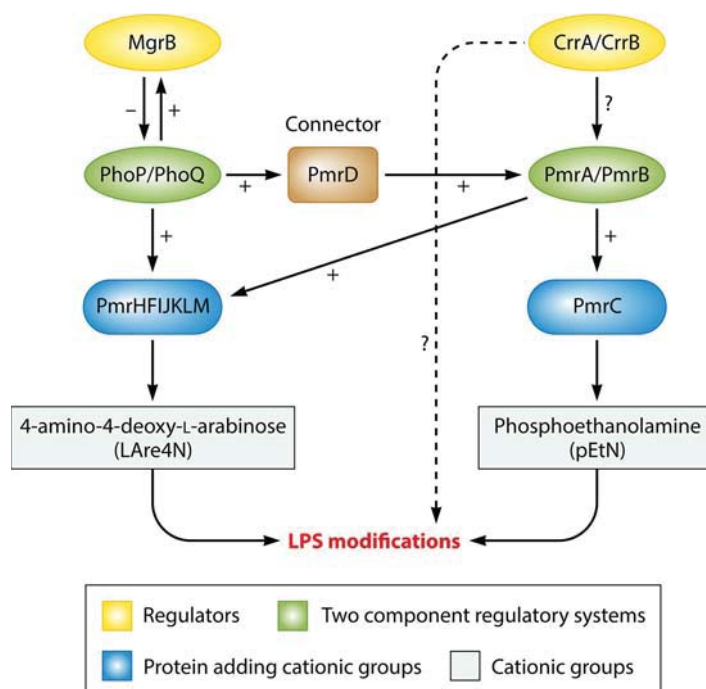 MgrB
CrrA/CrrB
– +
?
Connector
PhoP/PhoQ
+
PmrD
+
PmrA/PmrB
+
+
+
PmrHFIJKLM
PmrC
?
4-amino-4-deoxy-L-arabinose
(LAre4N)
Phosphoethanolamine
(pEtN)
LPS modifications
Regulators
Two component regulatory systems
Protein adding cationic groups
Cationic groups